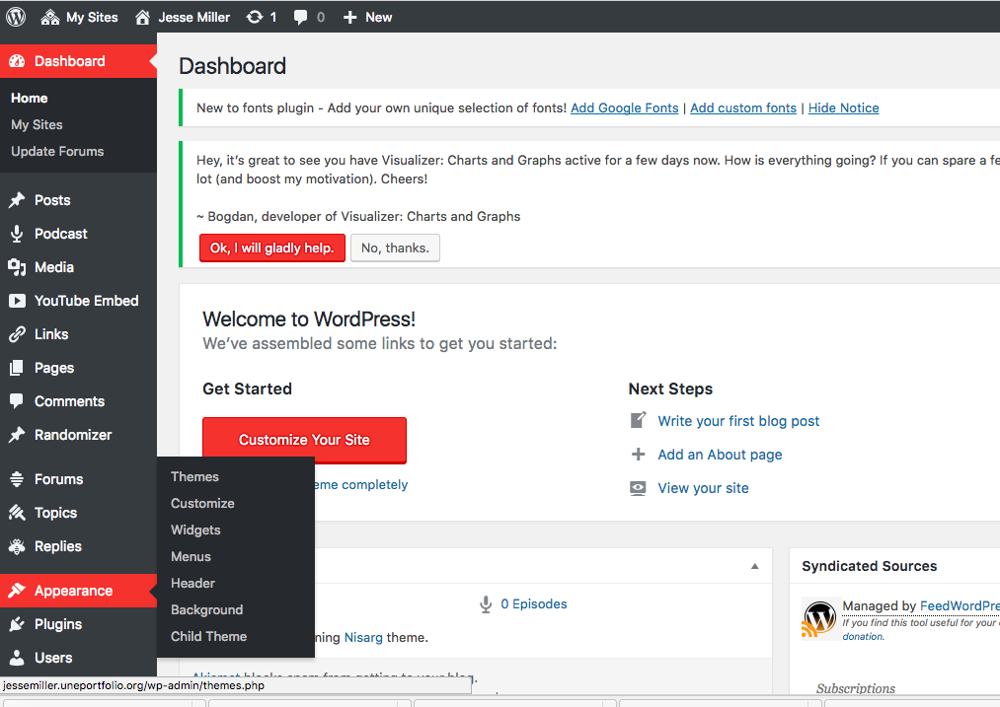 My Sites
Jesse Miller
1
0
New
Dashboard
Home
My Sites
Update Forums
Posts
Podcast
Media
YouTube Embed
Links
Pages
Comments
Randomizer
Forums
Topics
Replies
Appearance
Plugins
Users
Themes
Customize
Widgets
Menus
Header
Background
Child Theme
Dashboard
New to fonts plugin - Add your own unique selection of fonts! Add Google Fonts | Add custom fonts | Hide Notice
Hey, it's great to see you have Visualizer: Charts and Graphs active for a few days now. How is everything going? If you can spare a fe
lot (and boost my motivation). Cheers!
~ Bogdan, developer of Visualizer: Charts and Graphs
Ok, I will gladly help.
No, thanks.
Welcome to WordPress!
We've assembled some links to get you started:
Get Started
Customize Your Site
eme completely
Next Steps
Write your first blog post
Add an About page
View your site
0 Episodes
ning Nisarg theme.
Akismet blocks spam from getting to your blog.
Syndicated Sources
Managed by FeedWordPre
If you find this tool useful for your
donation.
Subscriptions
jessemiller.uneportfolio.org/wp-admin/themes.php